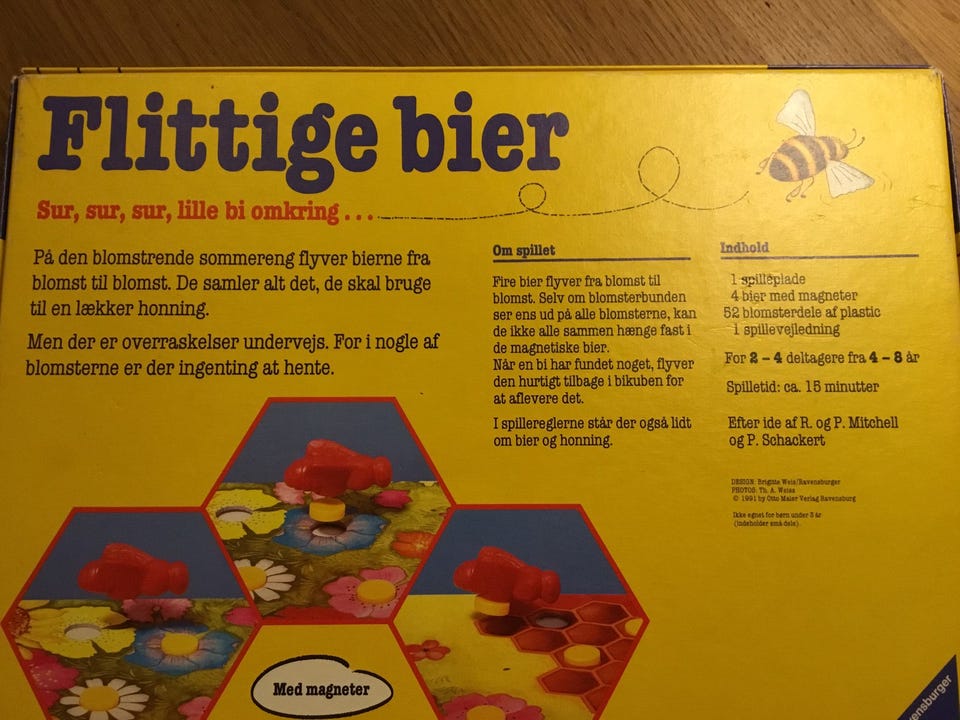 Flittige bier
Sur, sur, sur, lille bi omkring . . .
På den blomstrende sommereng flyver bierne fra
blomst til blomst. De samler alt det, de skal bruge
til en lækker honning.
Men der er overraskelser undervejs. For i nogle af
blomsterne er der ingenting at hente.
Om spillet
Fire bier flyver fra blomst til
blomst. Selv om blomsterbunden
ser ens ud på alle blomsterne, kan
de ikke alle sammen hænge fast i
de magnetiske bier.
Når en bi har fundet noget, flyver
den hurtigt tilbage i bikuben for
at aflevere det.
I spillereglerne står der også lidt
om bier og honning.
Indhold
1 spilleplade
4 bier med magneter
52 blomsterdele af plastic
1 spillevejledning
For 2 – 4 deltagere fra 4 – 8 år
Spilletid: ca. 15 minutter
Efter ide af R. og P. Mitchell
og P. Schackert
DESIGN: Brigitte Weis/Ravensburger
PHOTOS: Th. A. Weiss
© 1991 by Otto Maier Verlag Ravensburg
Ikke egnet for børn under 3 år
(indeholder små dele).
Med magneter